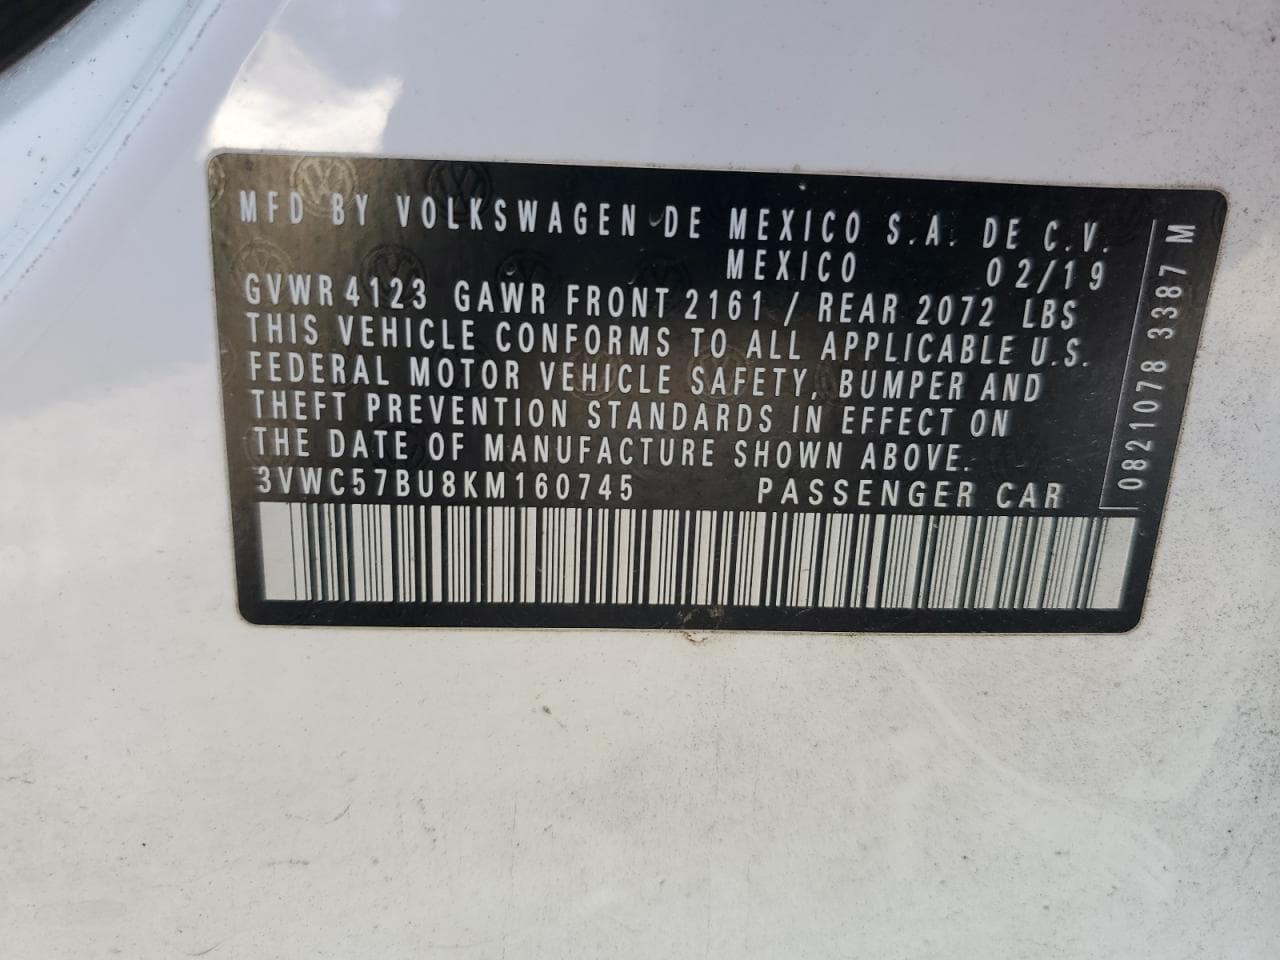 MFD BY VOLKSWAGEN DE MEXICO S.A. DE C.V.
MEXICO 02/19
GVWR 4123 GAWR FRONT 2161 / REAR 2072 LBS
THIS VEHICLE CONFORMS TO ALL APPLICABLE U.S.
FEDERAL MOTOR VEHICLE SAFETY, BUMPER AND
THEFT PREVENTION STANDARDS IN EFFECT ON
THE DATE OF MANUFACTURE SHOWN ABOVE.
3VWC57BU8KM160745 PASSENGER CAR
0821078 3387 M